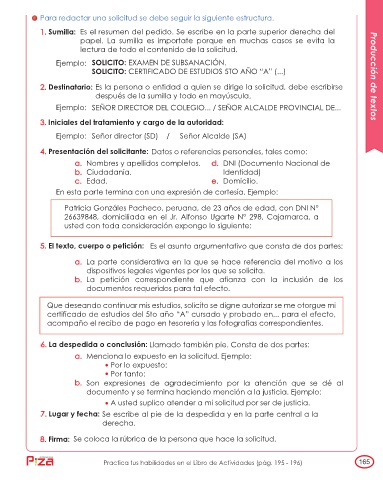 Para redactar una solicitud se debe seguir la siguiente estructura.
1. Sumilla: Es el resumen del pedido. Se escribe en la parte superior derecha del
papel. La sumilla es importate porque en muchas casos se evita la
lectura de todo el contenido de la solicitud.
Ejemplo: SOLICITO: EXAMEN DE SUBSANACIÓN.
SOLICITO: CERTIFICADO DE ESTUDIOS 5TO AÑO “A” (...)
2. Destinatario: Es la persona o entidad a quien se dirige la solicitud, debe escribirse
después de la sumilla y todo en mayúscula.
Ejemplo: SEÑOR DIRECTOR DEL COLEGIO... / SEÑOR ALCALDE PROVINCIAL DE...
3. Iniciales del tratamiento y cargo de la autoridad:
Ejemplo: Señor director (SD) / Señor Alcalde (SA)
4. Presentación del solicitante: Datos o referencias personales, tales como:
a. Nombres y apellidos completos. d. DNI (Documento Nacional de
b. Ciudadanía. Identidad)
c. Edad. e. Domicilio.
En esta parte termina con una expresión de cortesía. Ejemplo:
Patricia Gonzáles Pacheco, peruana, de 23 años de edad, con DNI N°
26639848, domiciliada en el Jr. Alfonso Ugarte N° 298, Cajamarca, a
usted con toda consideración expongo lo siguiente:
5. El texto, cuerpo o petición: Es el asunto argumentativo que consta de dos partes:
a. La parte considerativa en la que se hace referencia del motivo a los
dispositivos legales vigentes por los que se solicita.
b. La petición correspondiente que afianza con la inclusión de los
documentos requeridos para tal efecto.
Que deseando continuar mis estudios, solicito se digne autorizar se me otorgue mi
certificado de estudios del 5to año “A” cursado y probado en... para el efecto,
acompaño el recibo de pago en tesorería y las fotografías correspondientes.
6. La despedida o conclusión: Llamado también pie. Consta de dos partes:
a. Menciona lo expuesto en la solicitud. Ejemplo:
• Por lo expuesto:
• Por tanto:
b. Son expresiones de agradecimiento por la atención que se dé al
documento y se termina haciendo mención a la justicia. Ejemplo:
• A usted suplico atender a mi solicitud por ser de justicia.
7. Lugar y fecha: Se escribe al pie de la despedida y en la parte central a la
derecha.
8. Firma: Se coloca la rúbrica de la persona que hace la solicitud.
Producción de textos
Practica tus habilidades en el Libro de Actividades (pág. 195 - 196)
165